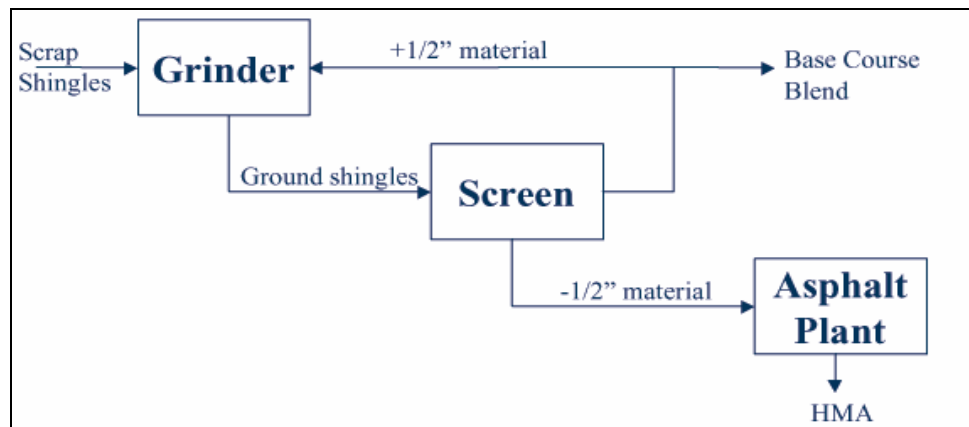 Scrap
Shingles
Grinder
+1/2” material
Base Course
Blend
Ground shingles
Screen
-1/2” material
Asphalt
Plant
HMA